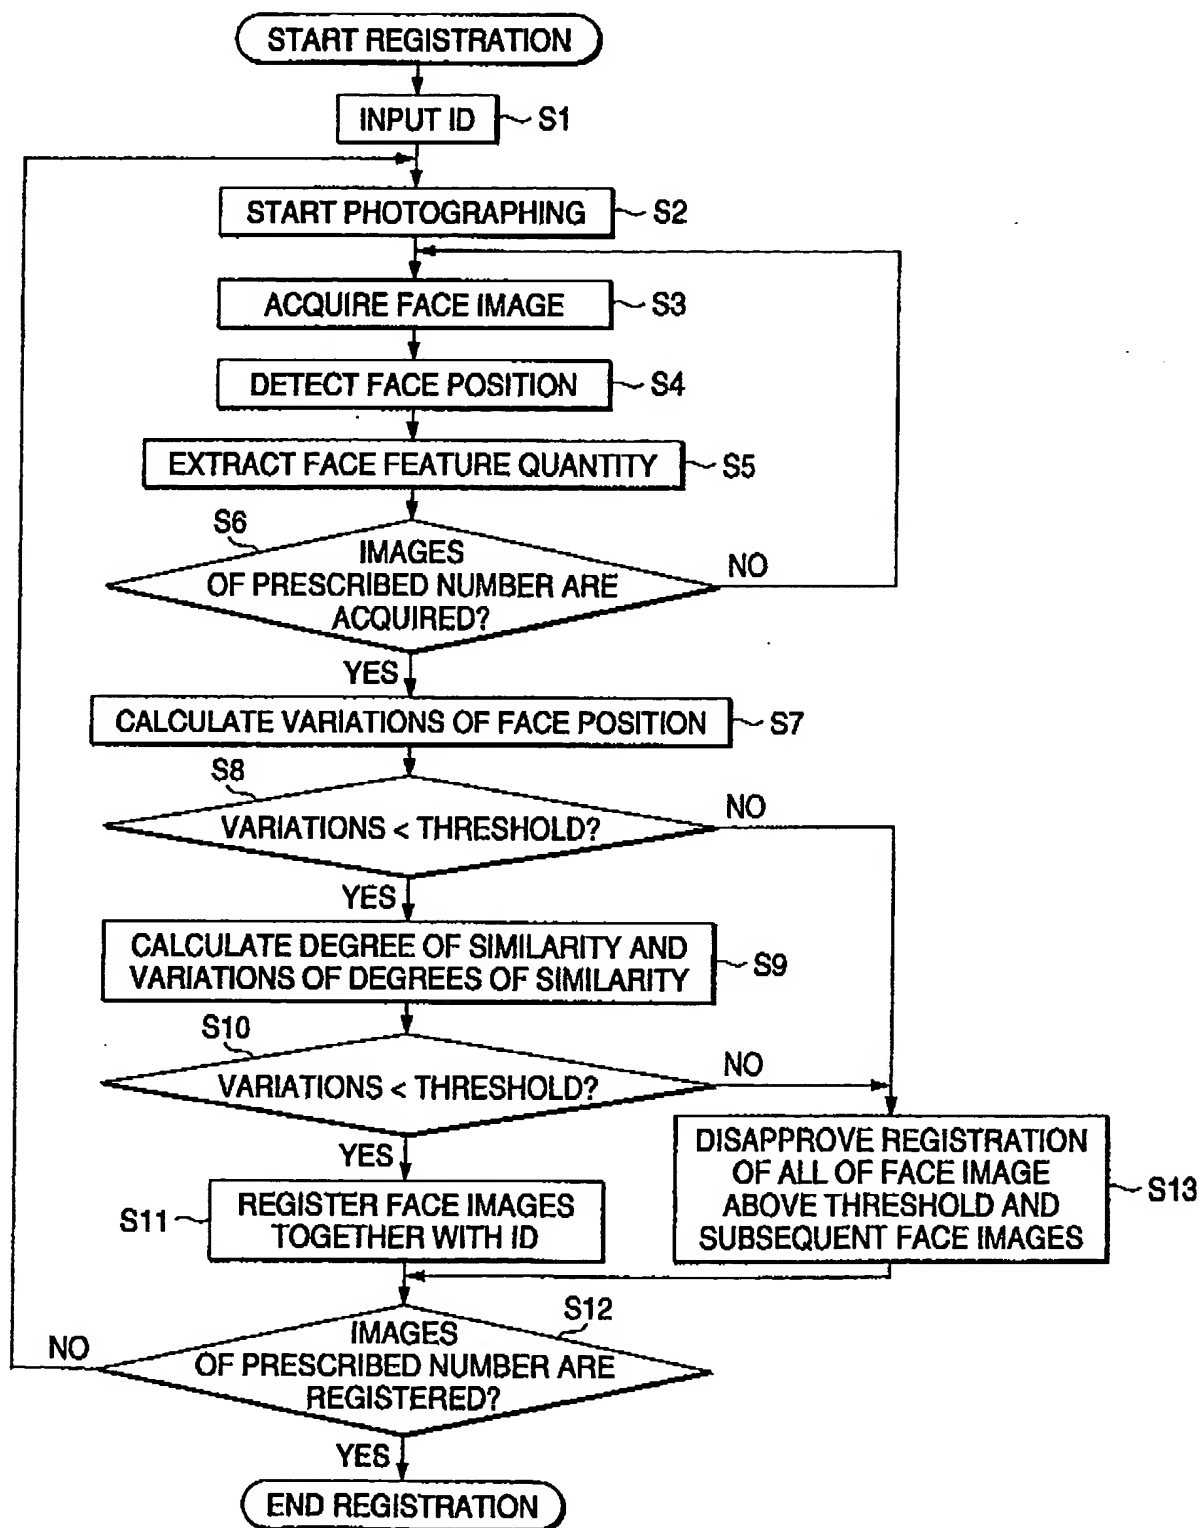 START REGISTRATION
INPUT ID
S1
START PHOTOGRAPHING
S2
ACQUIRE FACE IMAGE
S3
DETECT FACE POSITION
S4
EXTRACT FACE FEATURE QUANTITY
S5
S6
IMAGES
OF PRESCRIBED NUMBER ARE
ACQUIRED?
NO
YES
CALCULATE VARIATIONS OF FACE POSITION
S7
S8
VARIATIONS < THRESHOLD?
NO
YES
CALCULATE DEGREE OF SIMILARITY AND
VARIATIONS OF DEGREES OF SIMILARITY
S9
S10
VARIATIONS < THRESHOLD?
NO
YES
S11
REGISTER FACE IMAGES
TOGETHER WITH ID
DISAPPROVE REGISTRATION
OF ALL OF FACE IMAGE
ABOVE THRESHOLD AND
SUBSEQUENT FACE IMAGES
S13
S12
IMAGES
OF PRESCRIBED NUMBER ARE
REGISTERED?
NO
YES
END REGISTRATION